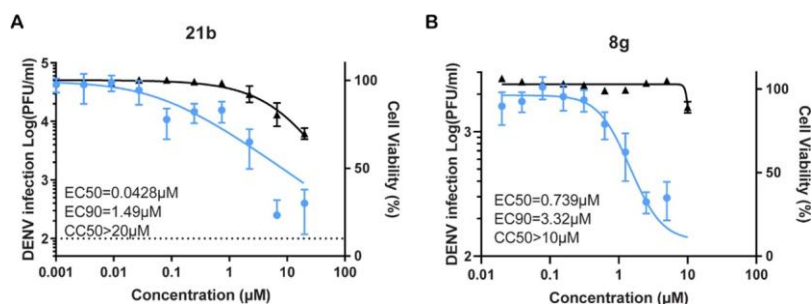 A
21b
DENV infection Log(PFU/ml)
5
4
3
2
100
50
0
Cell Viability (%)
EC50=0.0428µM
EC90=1.49µM
CC50>20µM
0.001
0.01
0.1
1
10
100
Concentration (µM)
B
8g
DENV infection Log(PFU/ml)
3
2
100
50
0
Cell Viability (%)
EC50=0.739µM
EC90=3.32µM
CC50>10µM
0.01
0.1
1
10
100
Concentration (µM)